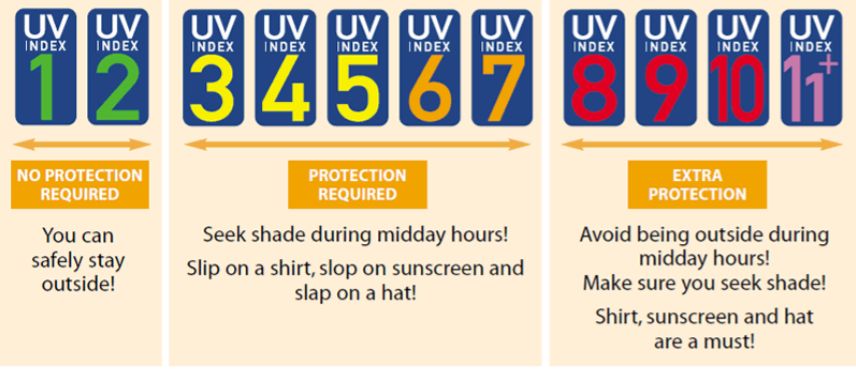 UV
INDEX
1
UV
INDEX
2
NO PROTECTION
REQUIRED
You can
safely stay
outside!
UV
INDEX
3
UV
INDEX
4
UV
INDEX
5
UV
INDEX
6
UV
INDEX
7
PROTECTION
REQUIRED
Seek shade during midday hours!
Slip on a shirt, slop on sunscreen and
slap on a hat!
UV
INDEX
8
UV
INDEX
9
UV
INDEX
10
UV
INDEX
11+
EXTRA
PROTECTION
Avoid being outside during
midday hours!
Make sure you seek shade!
Shirt, sunscreen and hat
are a must!